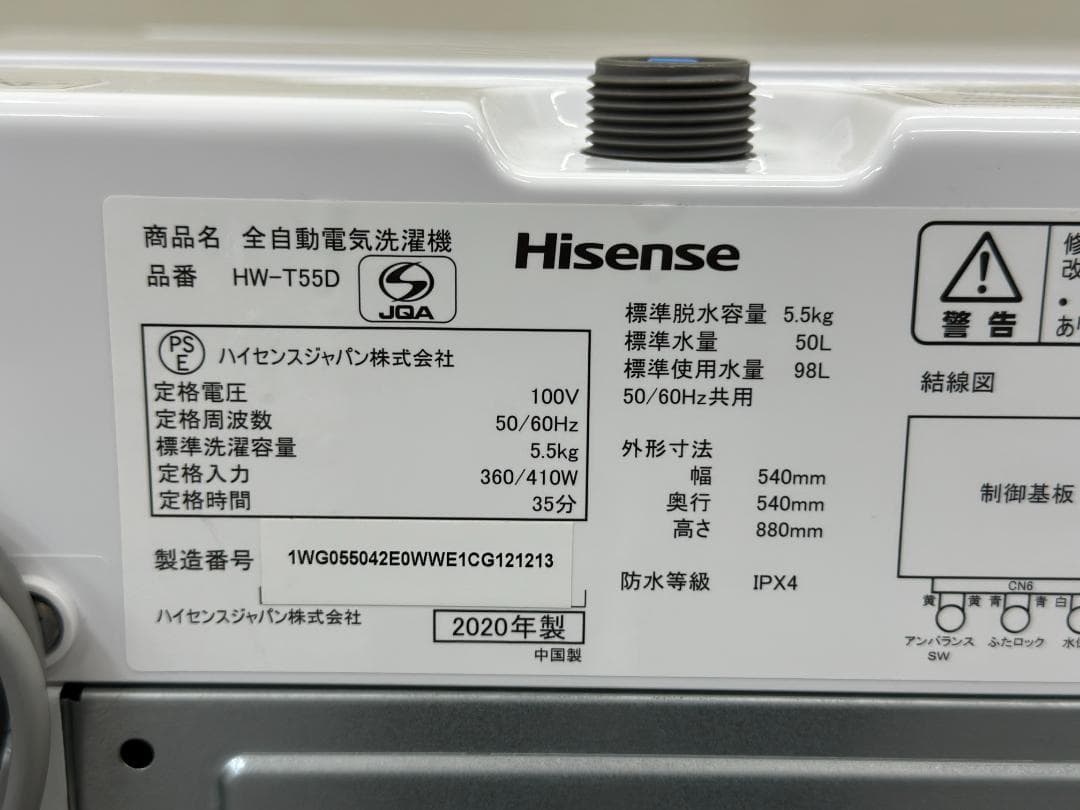 商品名 全自動電気洗濯機
品番 HW-T55D
JQA
Hisense
PSE ハイセンスジャパン株式会社
定格電圧 100V
定格周波数 50/60Hz
標準洗濯容量 5.5kg
定格入力 360/410W
定格時間 35分
製造番号 1WG055042E0WWE1CG121213
ハイセンスジャパン株式会社
2020年製
中国製
標準脱水容量 5.5kg
標準水量 50L
標準使用水量 98L
50/60Hz共用
外形寸法
幅 540mm
奥行 540mm
高さ 880mm
防水等級 IPX4
警告
修
改
・
あ
結線図
制御基板
CN6
黄 黄 青 青 白
アンバランス ふたロック
SW